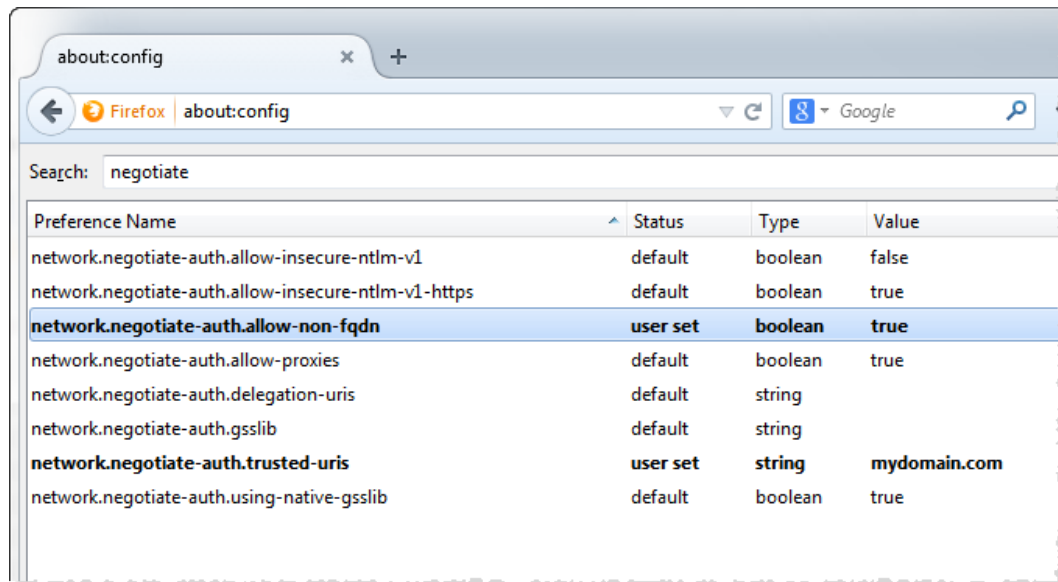 about:config
Firefox about:config Google
Search: negotiate
Preference Name Status Type Value
network.negotiate-auth.allow-insecure-ntlm-v1 default boolean false
network.negotiate-auth.allow-insecure-ntlm-v1-https default boolean true
network.negotiate-auth.allow-non-fqdn user set boolean true
network.negotiate-auth.allow-proxies default boolean true
network.negotiate-auth.delegation-uris default string
network.negotiate-auth.gsslib default string
network.negotiate-auth.trusted-uris user set string mydomain.com
network.negotiate-auth.using-native-gsslib default boolean true